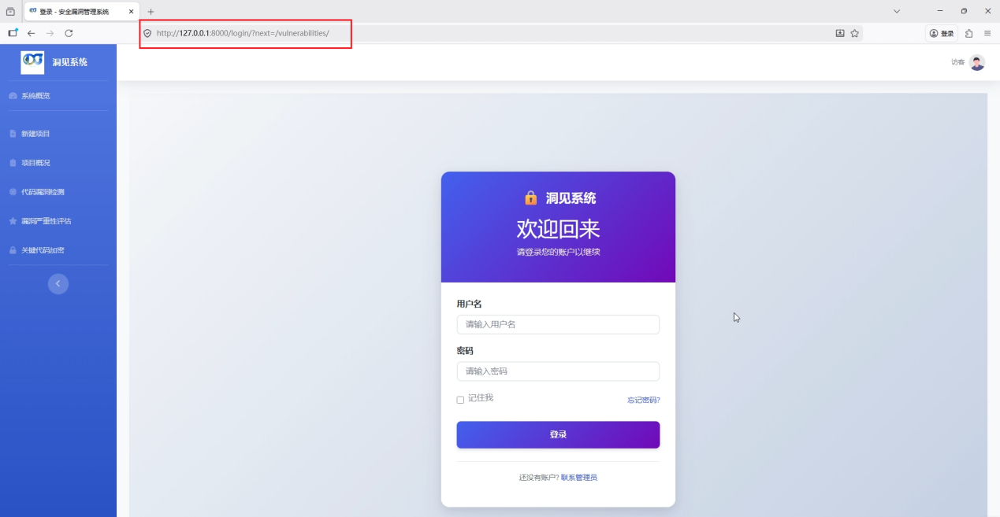 登录 - 安全漏洞管理系统
http://127.0.0.1:8000/login/?next=/vulnerabilities/
登录
洞见系统
访客
系统概览
新建项目
项目概况
代码漏洞检测
漏洞严重性评估
关键代码加密
洞见系统
欢迎回来
请登录您的账户以继续
用户名
请输入用户名
密码
请输入密码
记住我
忘记密码?
登录
还没有账户? 联系管理员